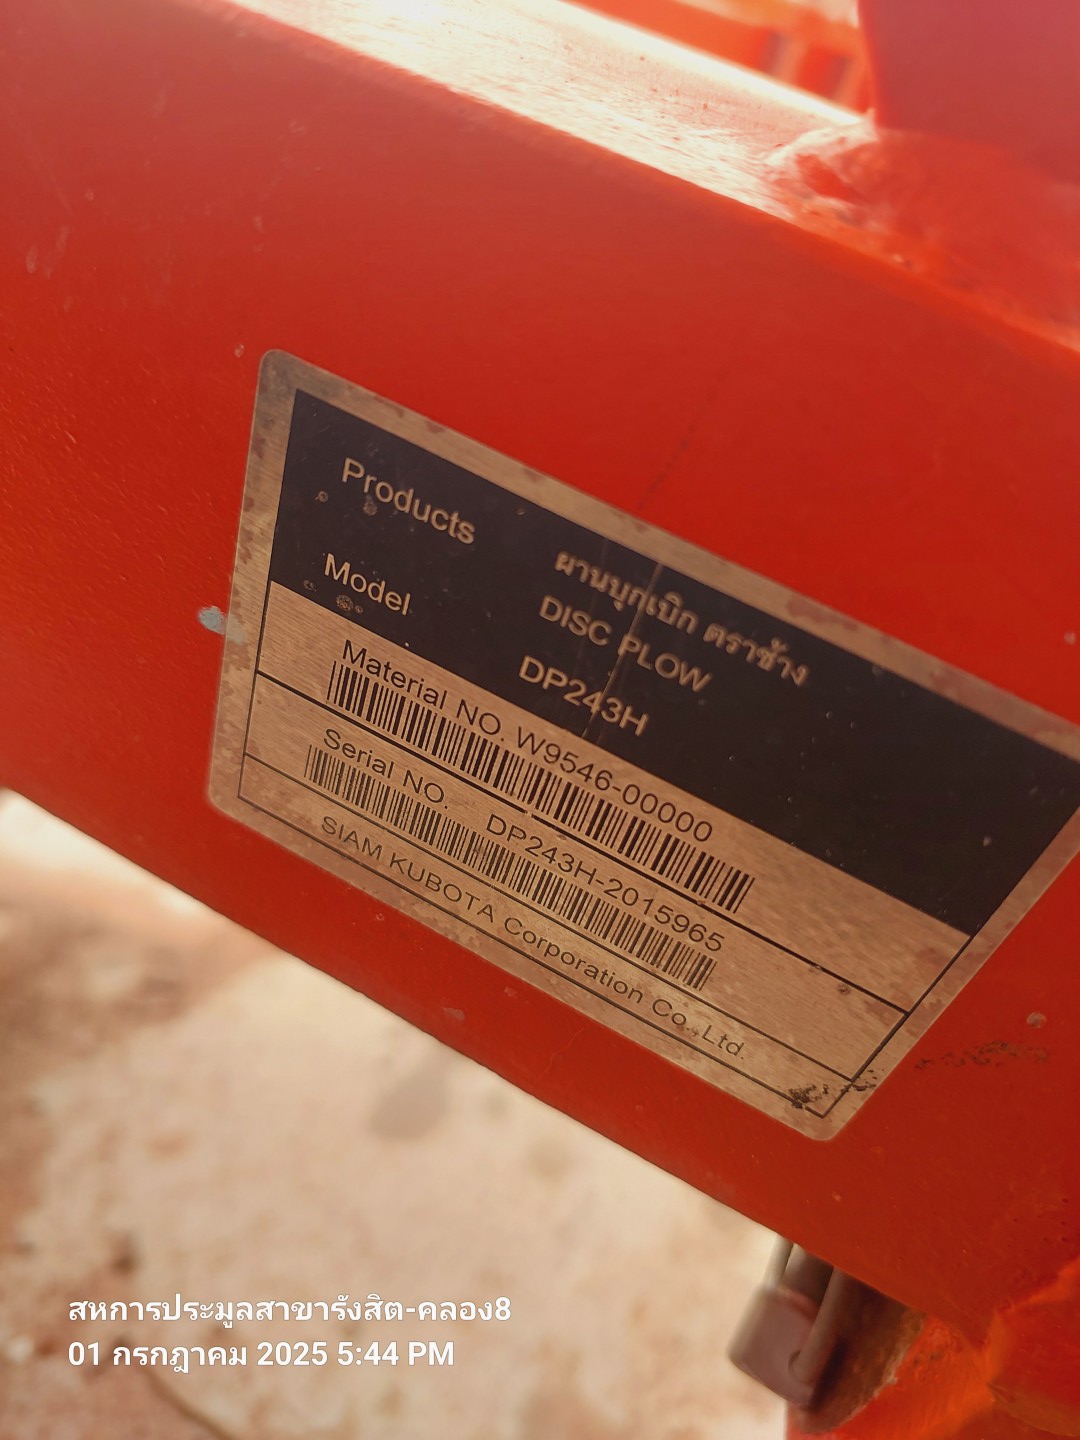 Products ผานบุกเบิก ตราช้าง
DISC PLOW
Model DP243H
Material NO. W9546-00000
Serial NO. DP243H-2015965
SIAM KUBOTA Corporation Co.,Ltd.
สหการประมูลสาขารังสิต-คลอง8
01 กรกฎาคม 2025 5:44 PM